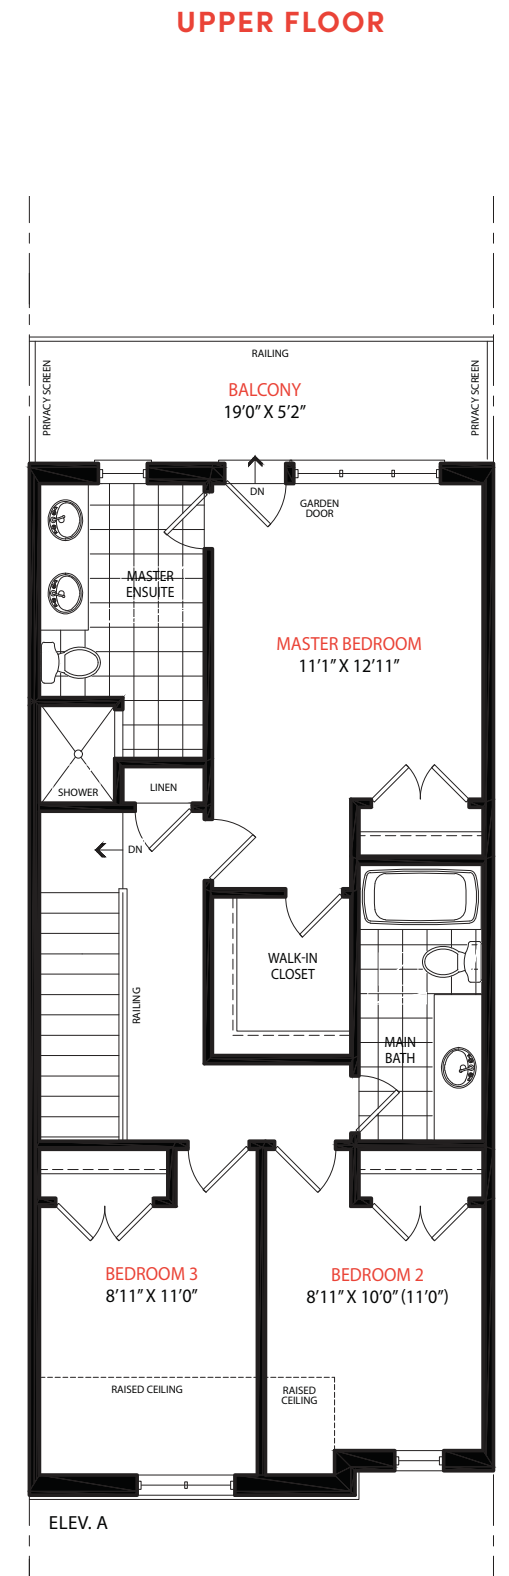 UPPER FLOOR
RAILING
PRIVACY SCREEN
BALCONY
19'0" X 5'2"
PRIVACY SCREEN
DN
GARDEN
DOOR
MASTER
ENSUITE
MASTER BEDROOM
11'1" X 12'11"
SHOWER
LINEN
DN
WALK-IN
CLOSET
RAILING
MAIN
BATH
BEDROOM 3
8'11" X 11'0"
BEDROOM 2
8'11" X 10'0" (11'0")
RAISED CEILING
RAISED
CEILING
ELEV. A